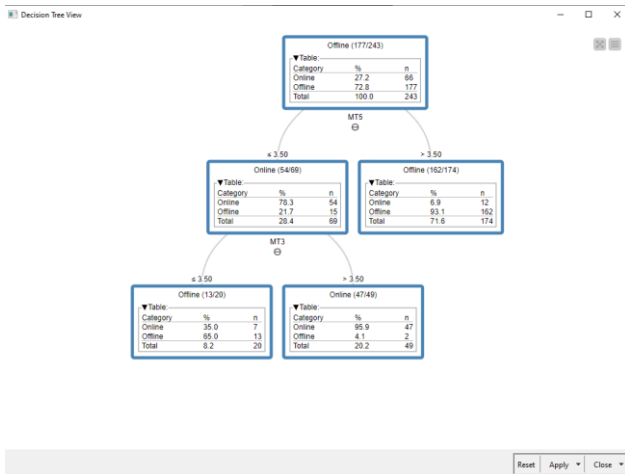 Decision Tree View
Offline (177/243)
▼Table:
Category % n
Online 27.2 66
Offline 72.8 177
Total 100.0 243
MT5
≤ 3.50 > 3.50
Online (54/69) Offline (162/174)
▼Table: ▼Table:
Category % n Category % n
Online 78.3 54 Online 6.9 12
Offline 21.7 15 Offline 93.1 162
Total 28.4 69 Total 71.6 174
MT3
≤ 3.50 > 3.50
Offline (13/20) Online (47/49)
▼Table: ▼Table:
Category % n Category % n
Online 35.0 7 Online 95.9 47
Offline 65.0 13 Offline 4.1 2
Total 8.2 20 Total 20.2 49
Reset Apply Close